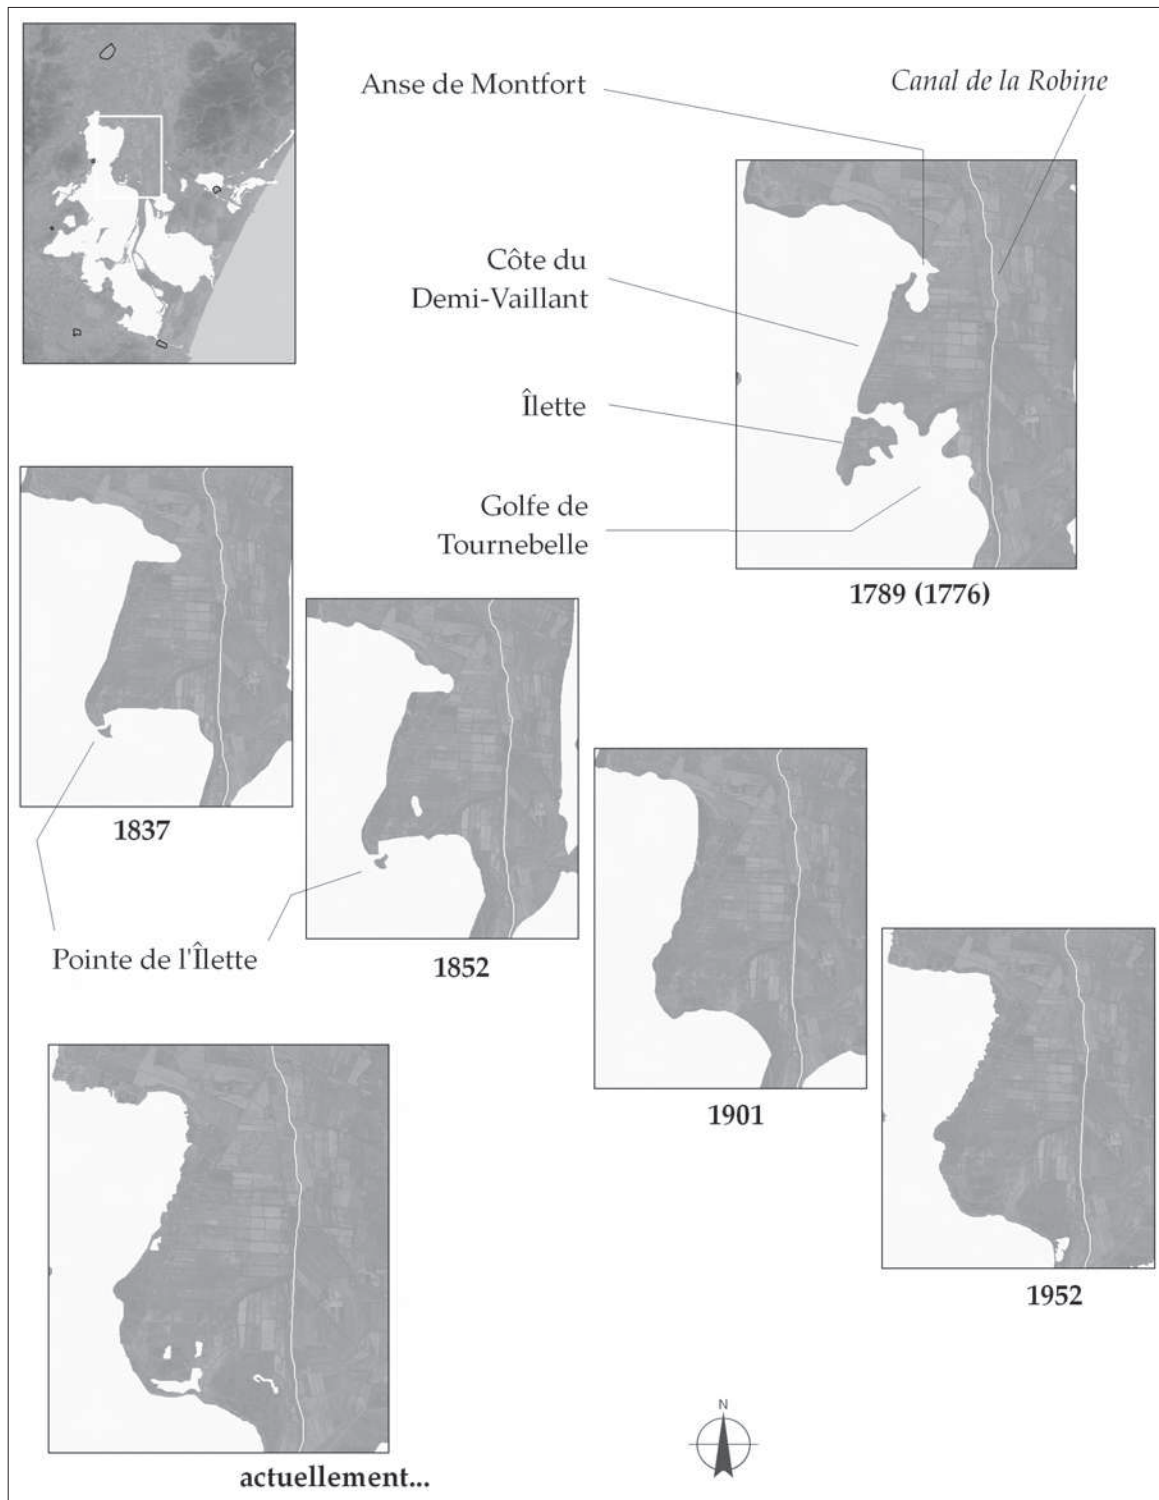 Anse de Montfort
Canal de la Robine
Côte du
Demi-Vaillant
Îlette
Golfe de
Tournebelle
1789 (1776)
1837
Pointe de l'Îlette
1852
1901
1952
actuellement...
N